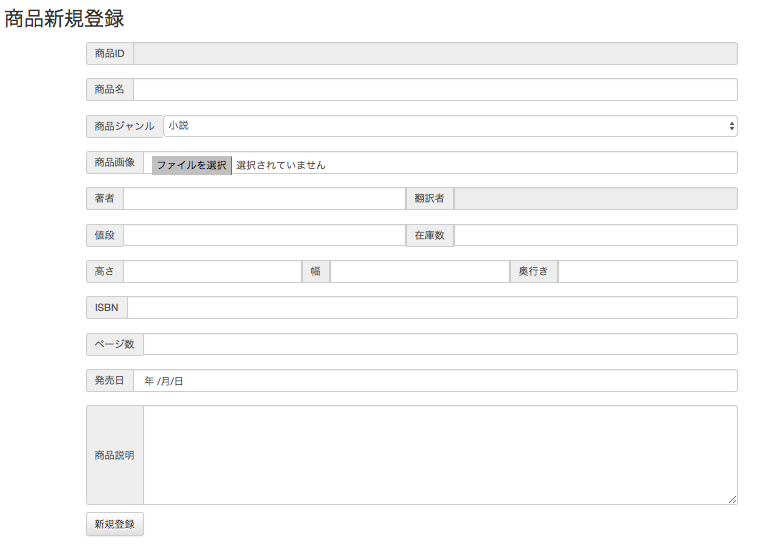 商品新規登録
商品ID
商品名
商品ジャンル 小説
商品画像 ファイルを選択 選択されていません
著者 翻訳者
値段 在庫数
高さ 幅 奥行き
ISBN
ページ数
発売日 年 /月/日
商品説明
新規登録